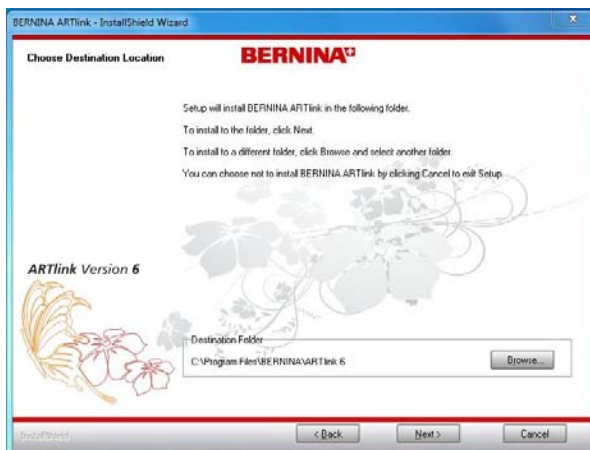 BERNINA ARTlink - InstallShield Wizard
Choose Destination Location
BERNINA
Setup will install BERNINA ARTlink in the following folder.
To install to the folder, click Next.
To install to a different folder, click Browse and select another folder.
You can choose not to install BERNINA ARTlink by clicking Cancel to exit Setup.
ARTlink Version 6
Destination Folder
C:\Program Files\BERNINA\ARTlink 6
Browse...
InstallShield
< Back
Next >
Cancel